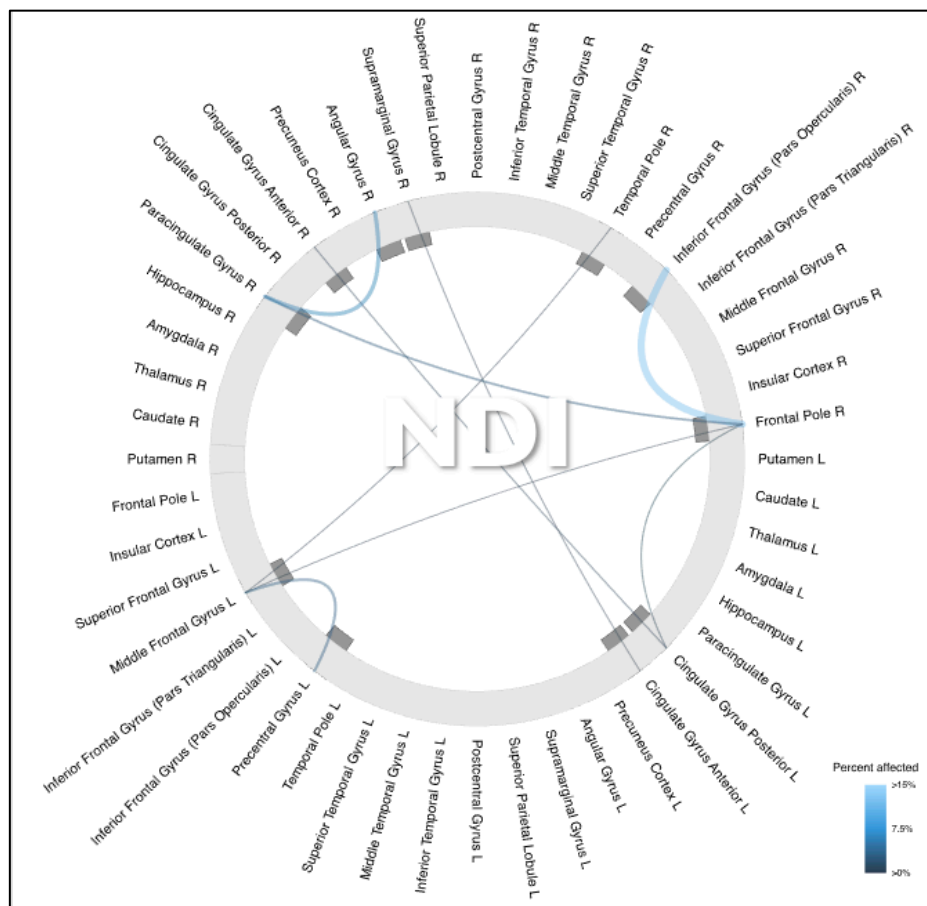 Postcentral Gyrus R
Inferior Temporal Gyrus R
Middle Temporal Gyrus R
Superior Temporal Gyrus R
Temporal Pole R
Precentral Gyrus R
Inferior Frontal Gyrus (Pars Opercularis) R
Inferior Frontal Gyrus (Pars Triangularis) R
Middle Frontal Gyrus R
Superior Frontal Gyrus R
Insular Cortex R
Frontal Pole R
Putamen L
Caudate L
Thalamus L
Amygdala L
Hippocampus L
Paracingulate Gyrus L
Cingulate Gyrus Posterior L
Cingulate Gyrus Anterior L
Precuneus Cortex L
Angular Gyrus L
Supramarginal Gyrus L
Superior Parietal Lobule L
Postcentral Gyrus L
Inferior Temporal Gyrus L
Middle Temporal Gyrus L
Superior Temporal Gyrus L
Temporal Pole L
Precentral Gyrus L
Inferior Frontal Gyrus (Pars Opercularis) L
Inferior Frontal Gyrus (Pars Triangularis) L
Middle Frontal Gyrus L
Superior Frontal Gyrus L
Insular Cortex L
Frontal Pole L
Putamen R
Caudate R
Thalamus R
Amygdala R
Hippocampus R
Paracingulate Gyrus R
Cingulate Gyrus Posterior R
Cingulate Gyrus Anterior R
Precuneus Cortex R
Angular Gyrus R
Supramarginal Gyrus R
Superior Parietal Lobule R
NDI
Percent affected
>15%
7.5%
>0%